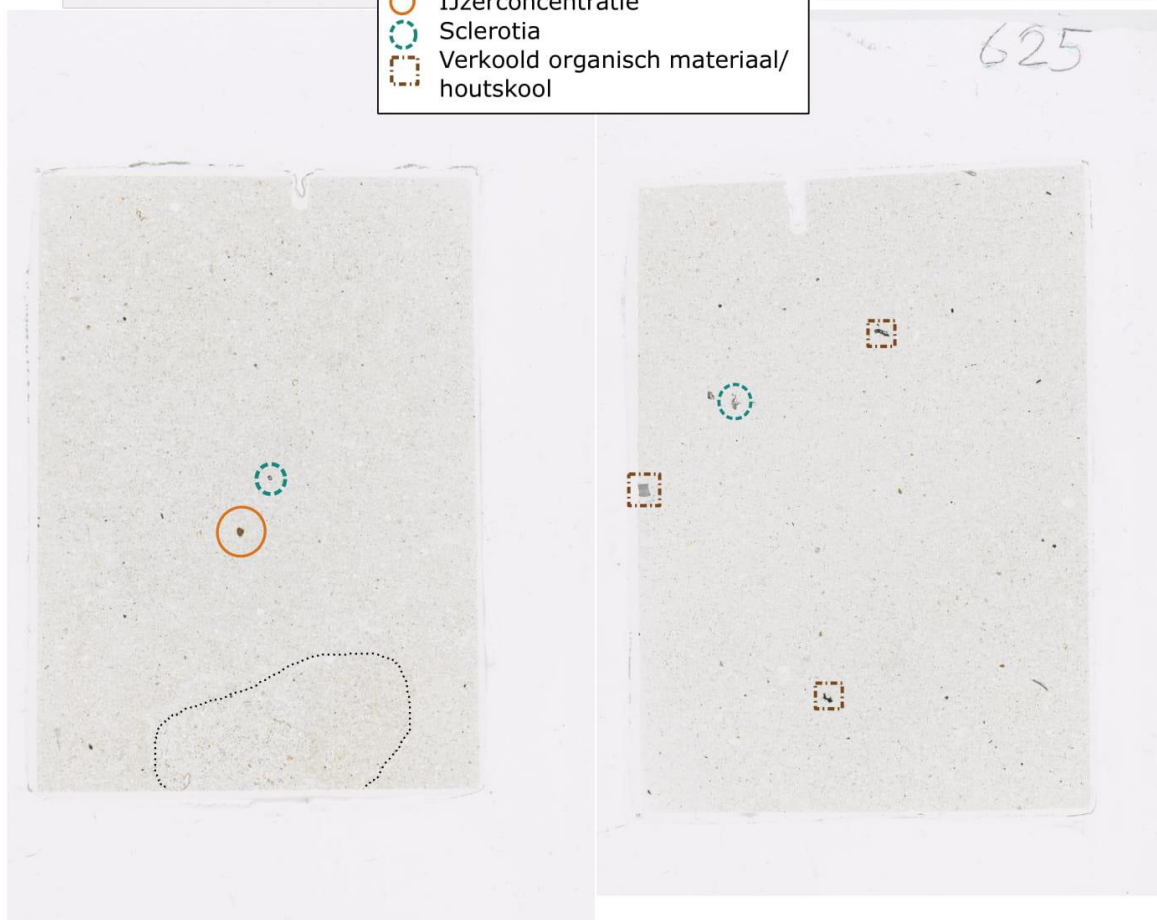 IJzerconcentratie
Sclerotia
Verkoold organisch materiaal/
houtskool
625